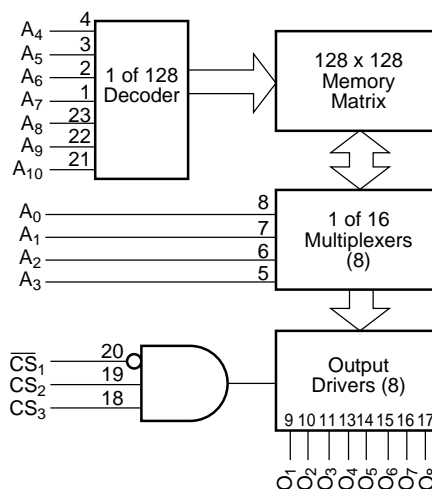 A4 4
A5 3
A6 2
A7 1
A8 23
A9 22
A10 21
1 of 128
Decoder
128 x 128
Memory
Matrix
A0 8
A1 7
A2 6
A3 5
1 of 16
Multiplexers
(8)
CS1 20
CS2 19
CS3 18
Output
Drivers (8)
9 10 11 13 14 15 16 17
O1 O2 O3 O4 O5 O6 O7 O8